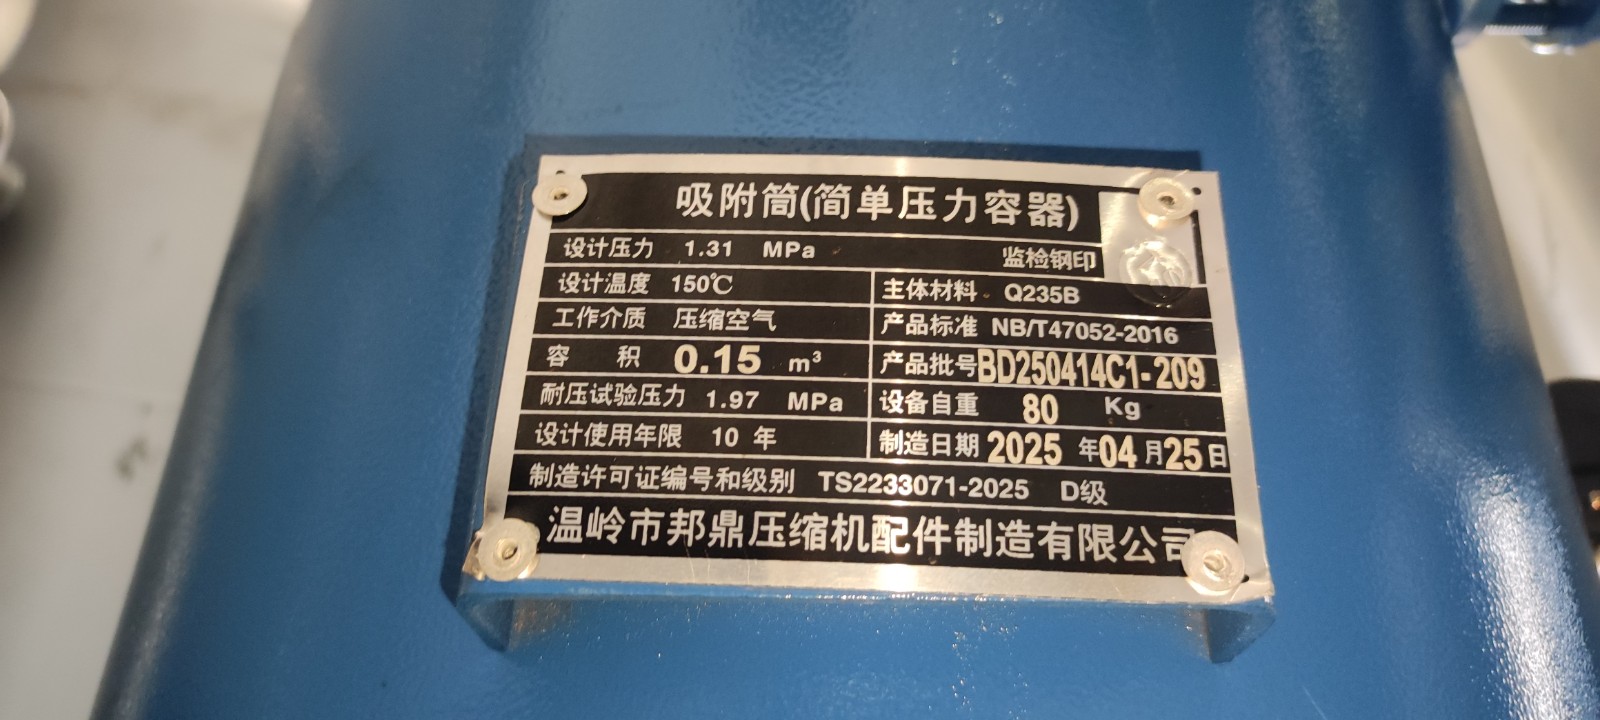 吸附筒(简单压力容器)
设计压力 1.31 MPa 监检钢印
设计温度 150℃ 主体材料 Q235B
工作介质 压缩空气 产品标准 NB/T47052-2016
容 积 0.15 m³ 产品批号 BD250414C1-209
耐压试验压力 1.97 MPa 设备自重 80 Kg
设计使用年限 10 年 制造日期 2025 年 04 月 25 日
制造许可证编号和级别 TS2233071-2025 D级
温岭市邦鼎压缩机配件制造有限公司